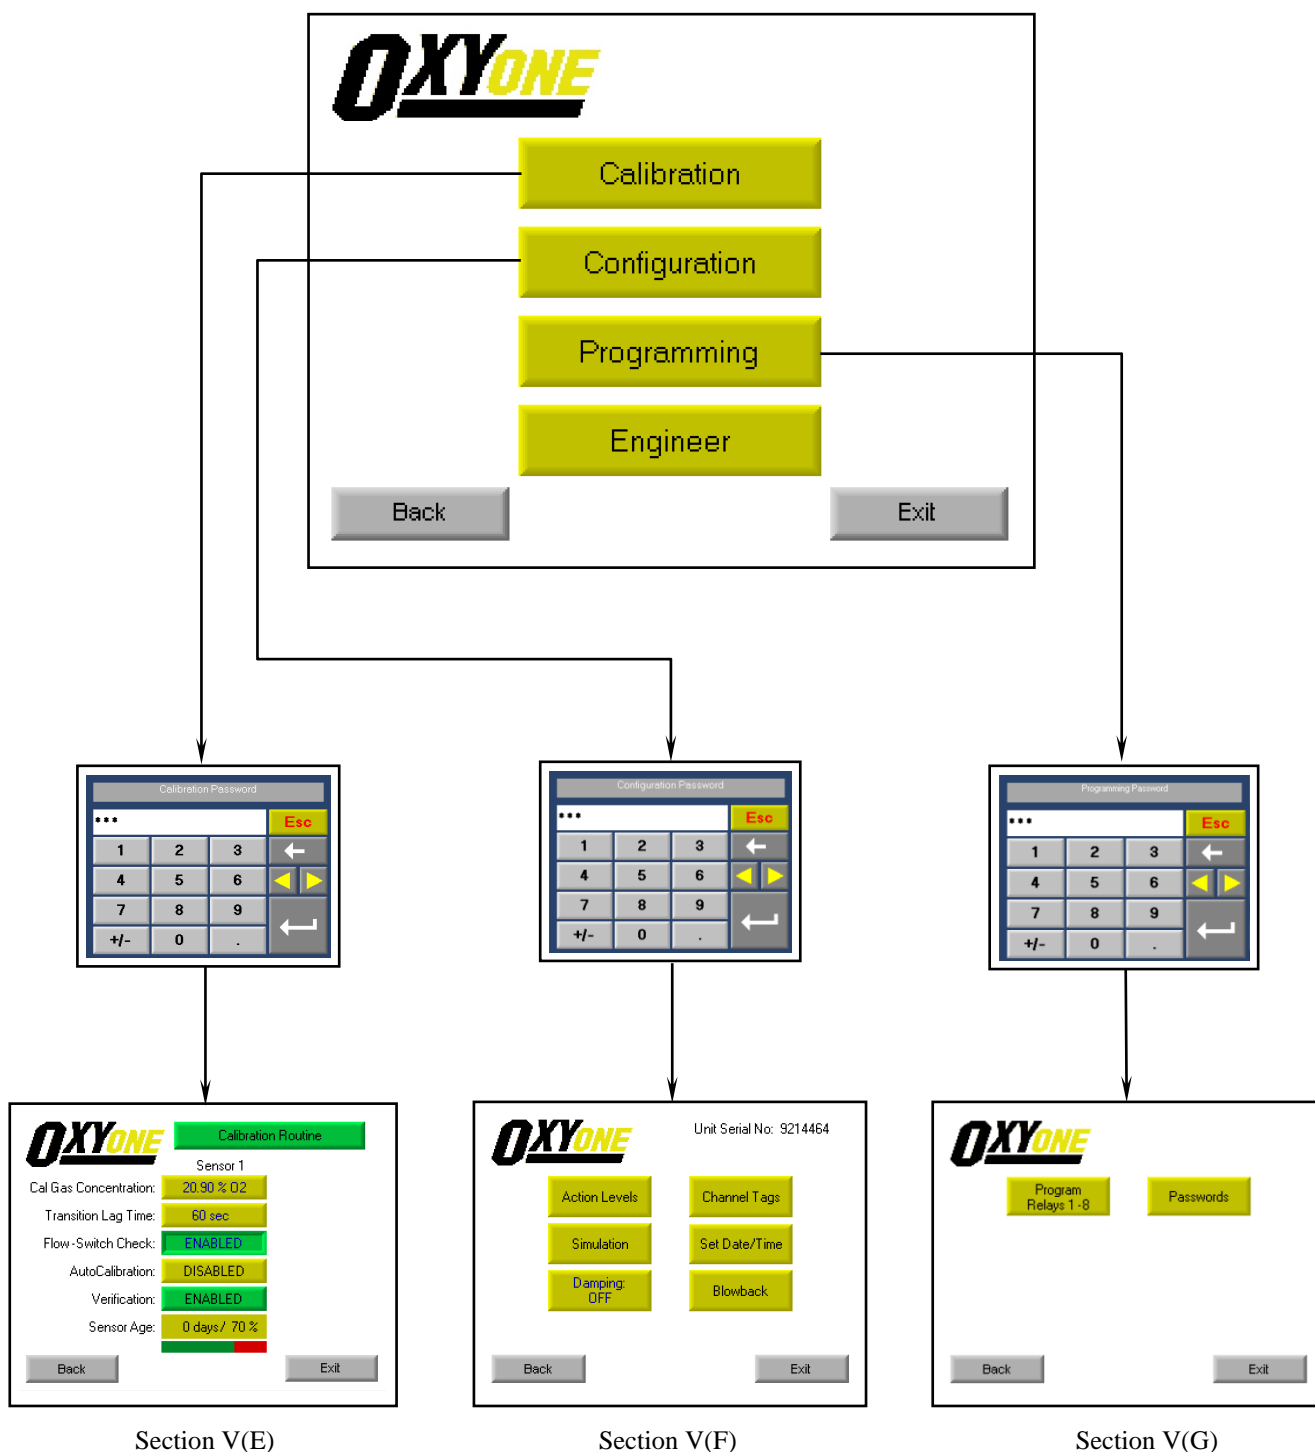 OXYONE
Calibration
Configuration
Programming
Engineer
Back
Exit
Calibration Password
***
Esc
1 2 3
4 5 6
7 8 9
+/- 0 .
Configuration Password
***
Esc
1 2 3
4 5 6
7 8 9
+/- 0 .
Programming Password
***
Esc
1 2 3
4 5 6
7 8 9
+/- 0 .
OXYONE
Calibration Routine
Sensor 1
Cal Gas Concentration: 20.90 % O2
Transition Lag Time: 60 sec
Flow-Switch Check: ENABLED
AutoCalibration: DISABLED
Verification: ENABLED
Sensor Age: 0 days/ 70 %
Back
Exit
OXYONE
Unit Serial No: 9214464
Action Levels
Channel Tags
Simulation
Set Date/Time
Damping:
OFF
Blowback
Back
Exit
OXYONE
Program
Relays 1-8
Passwords
Back
Exit
Section V(E)
Section V(F)
Section V(G)